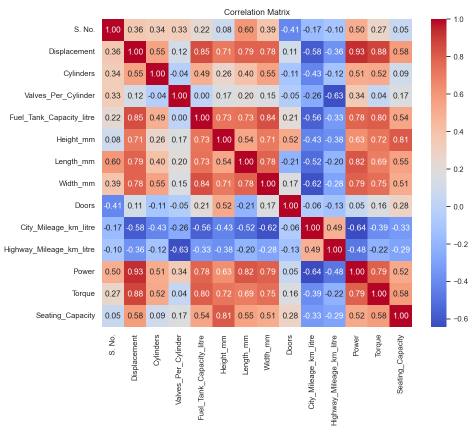 Correlation Matrix
S. No. 1.00 0.36 0.34 0.33 0.22 0.08 0.60 0.39 -0.41 -0.17 -0.10 0.50 0.27 0.05
Displacement 0.36 1.00 0.55 0.12 0.85 0.71 0.79 0.78 0.11 -0.58 -0.36 0.93 0.88 0.58
Cylinders 0.34 0.55 1.00 -0.04 0.49 0.26 0.40 0.55 -0.11 -0.43 -0.12 0.51 0.52 0.09
Valves_Per_Cylinder 0.33 0.12 -0.04 1.00 0.00 0.17 0.20 0.15 -0.05 -0.26 -0.63 0.34 0.04 0.17
Fuel_Tank_Capacity_litre 0.22 0.85 0.49 0.00 1.00 0.73 0.73 0.84 0.21 -0.56 -0.33 0.78 0.80 0.54
Height_mm 0.08 0.71 0.26 0.17 0.73 1.00 0.54 0.71 0.52 -0.43 -0.38 0.63 0.72 0.81
Length_mm 0.60 0.79 0.40 0.20 0.73 0.54 1.00 0.78 -0.21 -0.52 -0.20 0.82 0.69 0.55
Width_mm 0.39 0.78 0.55 0.15 0.84 0.71 0.78 1.00 0.17 -0.62 -0.28 0.79 0.75 0.51
Doors -0.41 0.11 -0.11 -0.05 0.21 0.52 -0.21 0.17 1.00 -0.06 -0.13 0.05 0.16 0.28
City_Mileage_km_litre -0.17 -0.58 -0.43 -0.26 -0.56 -0.43 -0.52 -0.62 -0.06 1.00 0.49 -0.64 -0.39 -0.33
Highway_Mileage_km_litre -0.10 -0.36 -0.12 -0.63 -0.33 -0.38 -0.20 -0.28 -0.13 0.49 1.00 -0.48 -0.22 -0.29
Power 0.50 0.93 0.51 0.34 0.78 0.63 0.82 0.79 0.05 -0.64 -0.48 1.00 0.79 0.52
Torque 0.27 0.88 0.52 0.04 0.80 0.72 0.69 0.75 0.16 -0.39 -0.22 0.79 1.00 0.58
Seating_Capacity 0.05 0.58 0.09 0.17 0.54 0.81 0.55 0.51 0.28 -0.33 -0.29 0.52 0.58 1.00
S. No.
Displacement
Cylinders
Valves_Per_Cylinder
Fuel_Tank_Capacity_litre
Height_mm
Length_mm
Width_mm
Doors
City_Mileage_km_litre
Highway_Mileage_km_litre
Power
Torque
Seating_Capacity
1.0
0.8
0.6
0.4
0.2
0.0
−0.2
−0.4
−0.6